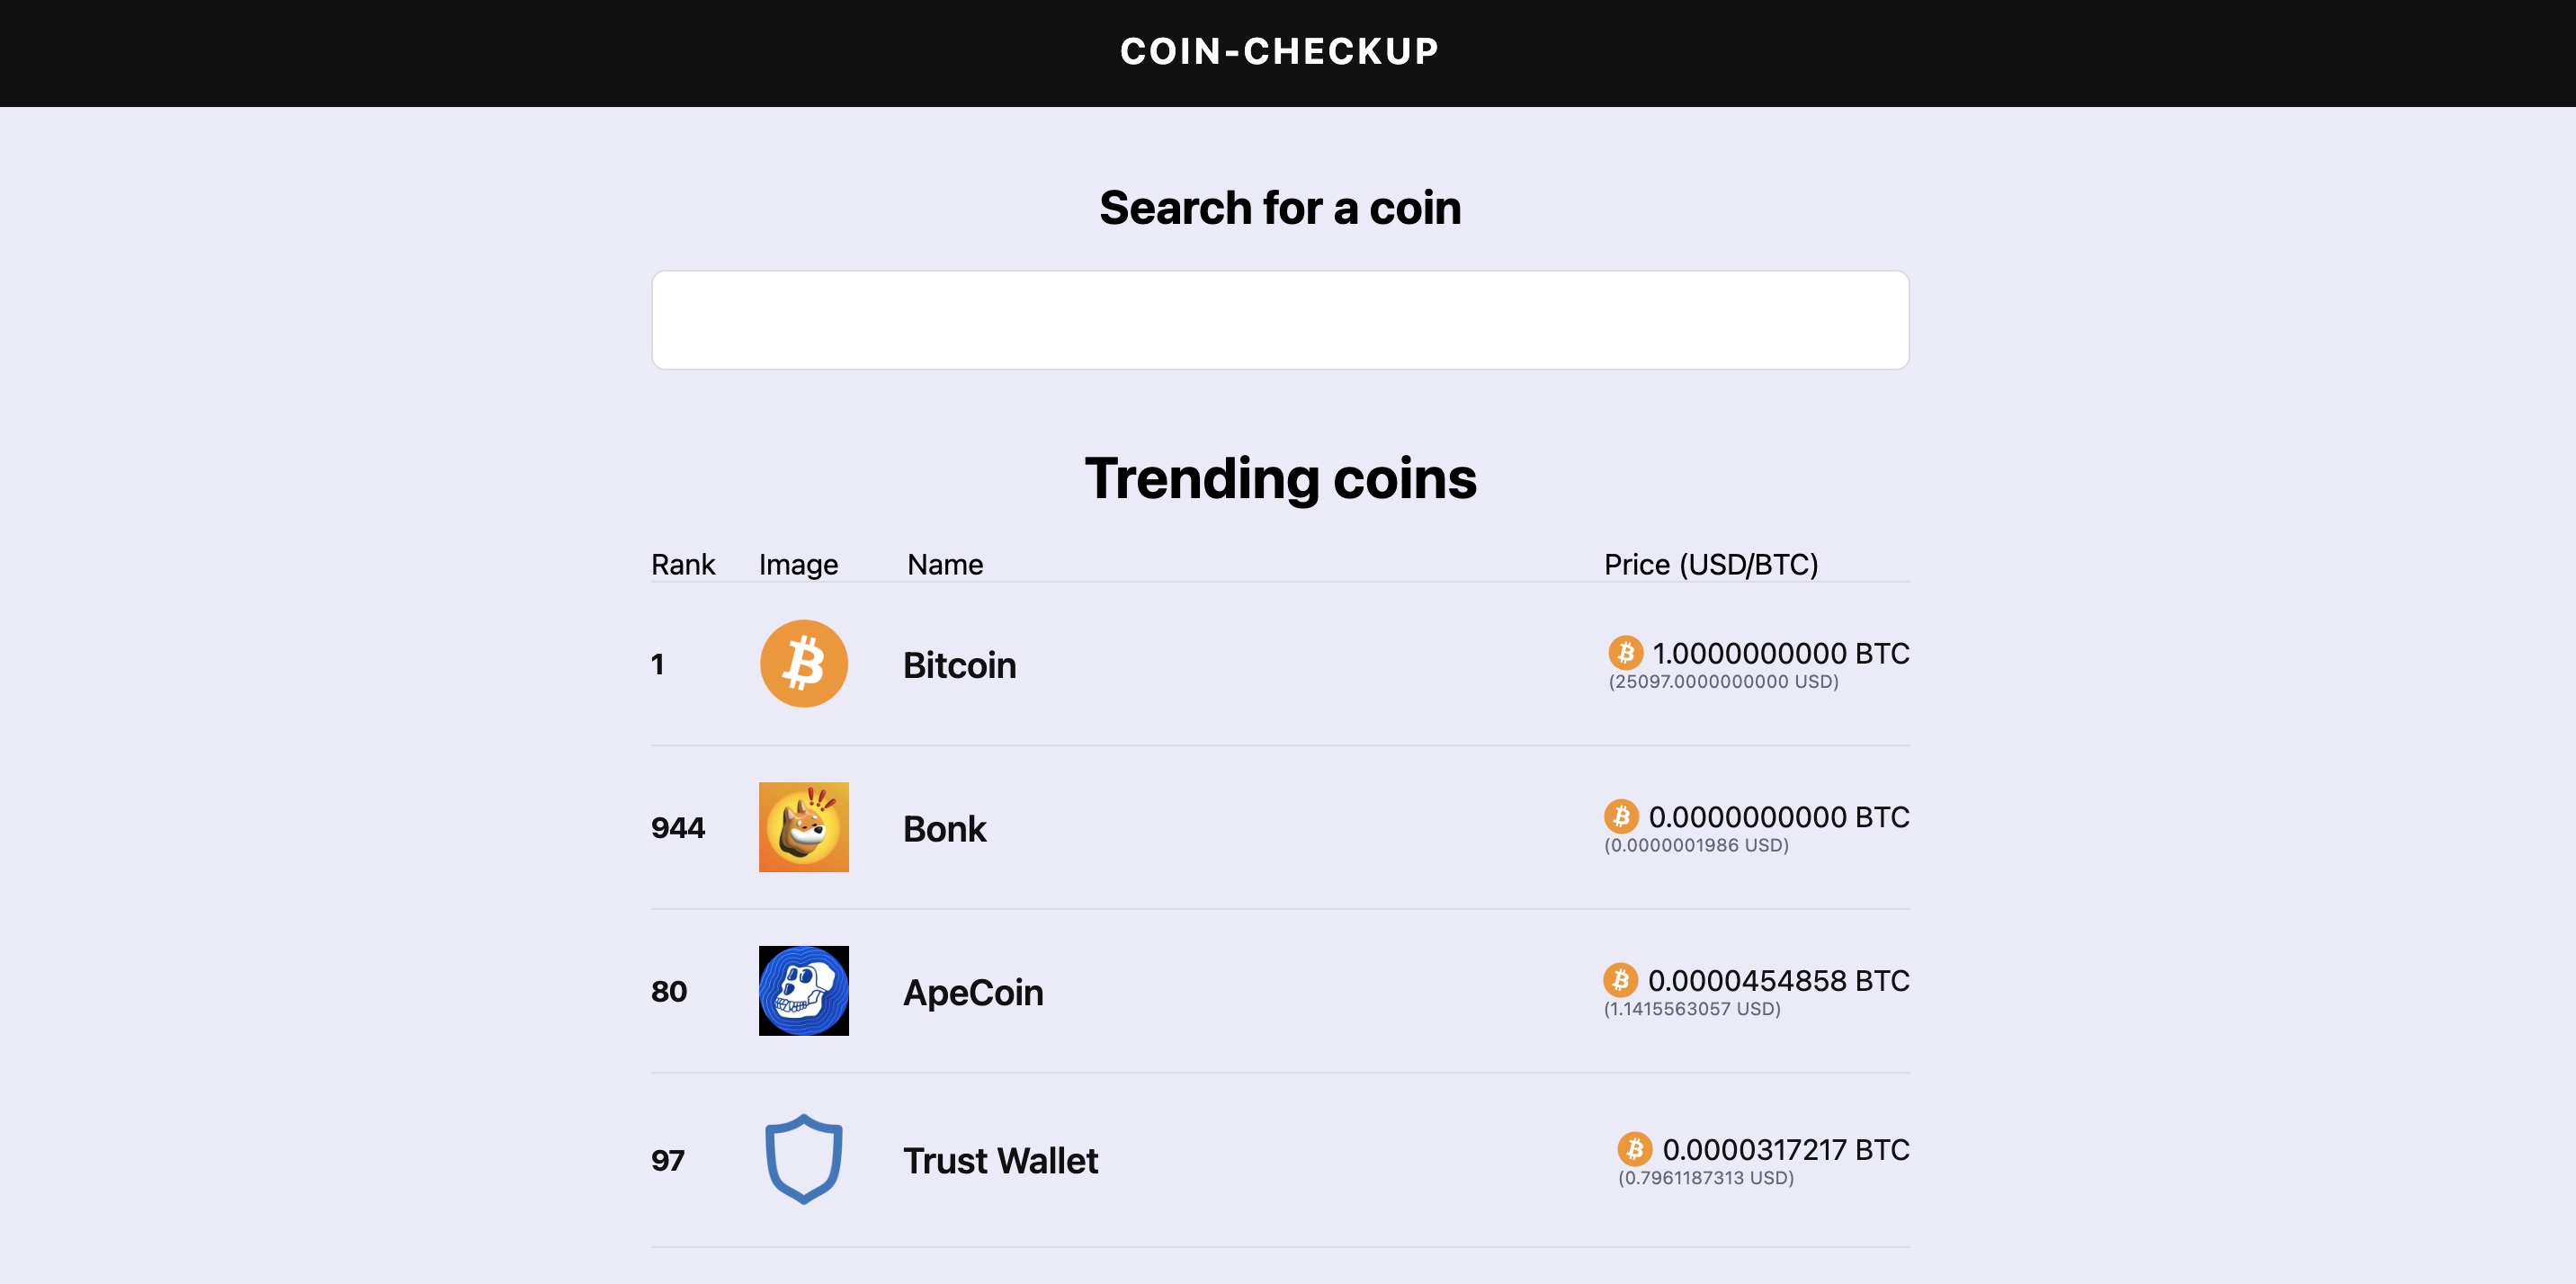 COIN-CHECKUP
Search for a coin
Trending coins
Rank Image Name Price (USD/BTC)
1 Bitcoin 1.0000000000 BTC
(25097.0000000000 USD)
944 Bonk 0.0000000000 BTC
(0.0000001986 USD)
80 ApeCoin 0.0000454858 BTC
(1.1415563057 USD)
97 Trust Wallet 0.0000317217 BTC
(0.7961187313 USD)